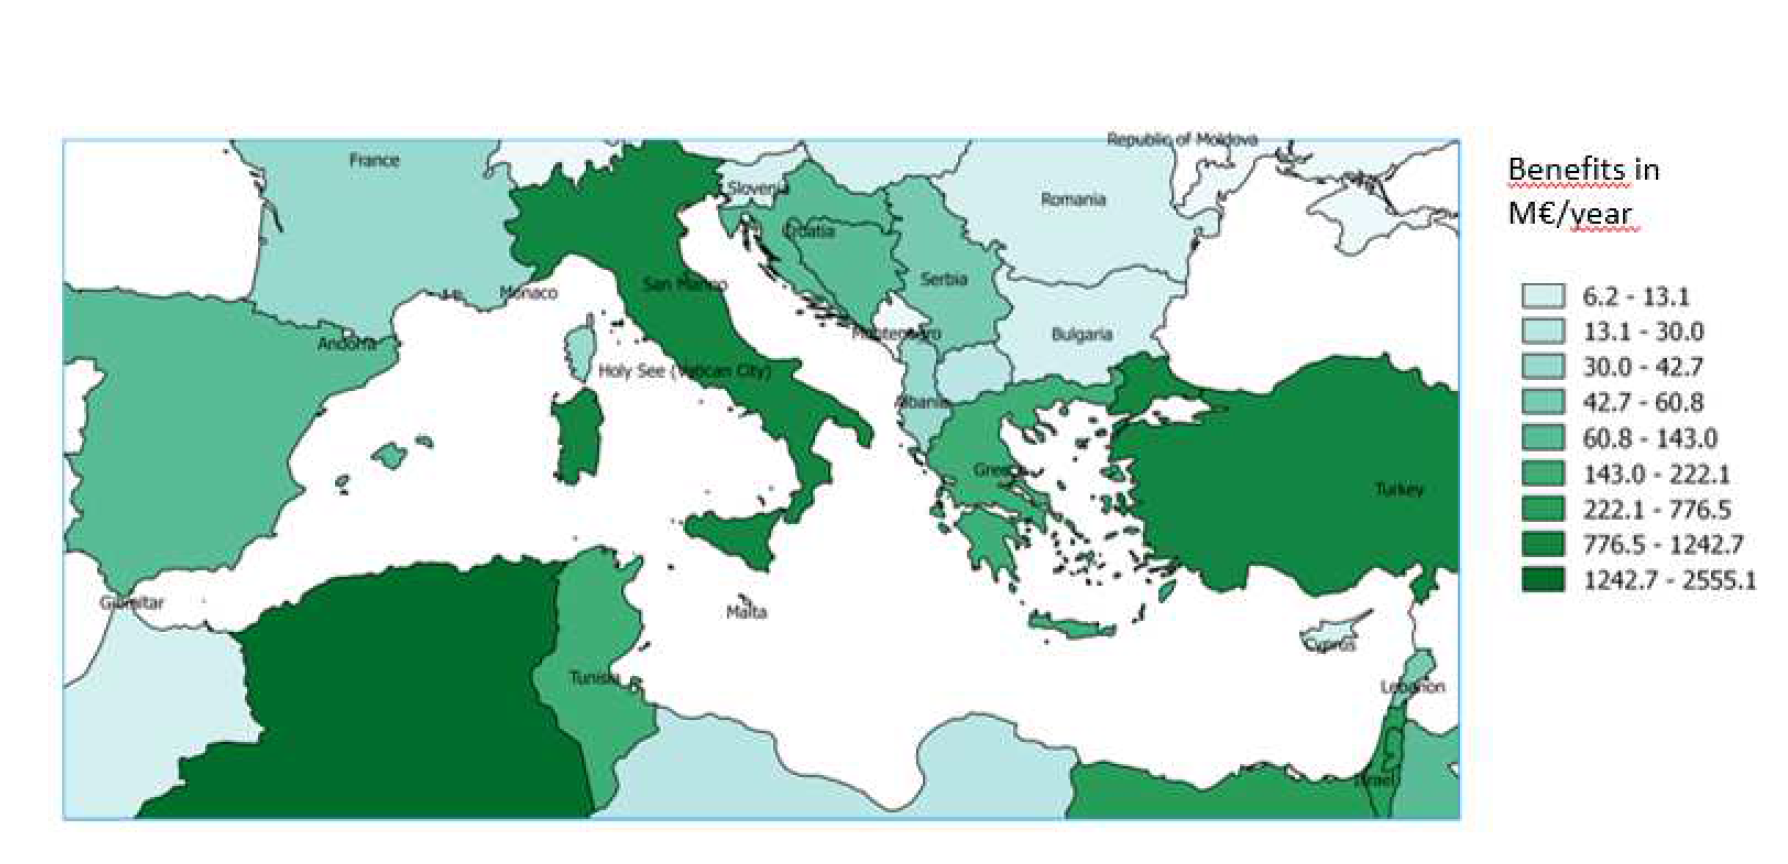 Republic of Moldova
France
Slovenia
Romania
Croatia
Serbia
San Marino
Monaco
Montenegro
Bulgaria
Andorra
Holy See (Vatican City)
Albania
Greece
Turkey
Gibraltar
Malta
Cyprus
Tunisia
Lebanon
Israel
Benefits in
M€/year
6.2 - 13.1
13.1 - 30.0
30.0 - 42.7
42.7 - 60.8
60.8 - 143.0
143.0 - 222.1
222.1 - 776.5
776.5 - 1242.7
1242.7 - 2555.1